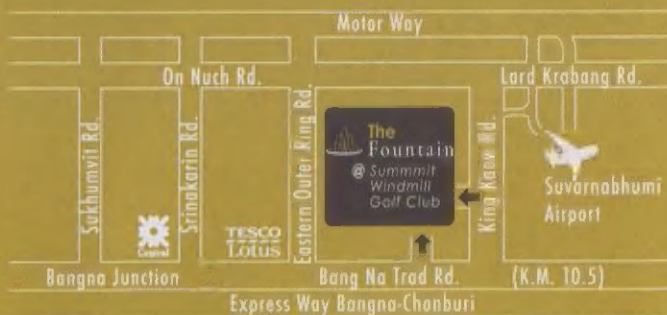 Motor Way
On Nuch Rd.
Lard Krabang Rd.
Sukhumvit Rd.
Srinakarin Rd.
Eastern Outer Ring Rd.
The
Fountain
@ Summmit
Windmill
Golf Club
King Kaew Rd.
Suvarnabhumi
Airport
Central
TESCO
Lotus
Bangna Junction
Bang Na Trad Rd.
(K.M. 10.5)
Express Way Bangna-Chonburi